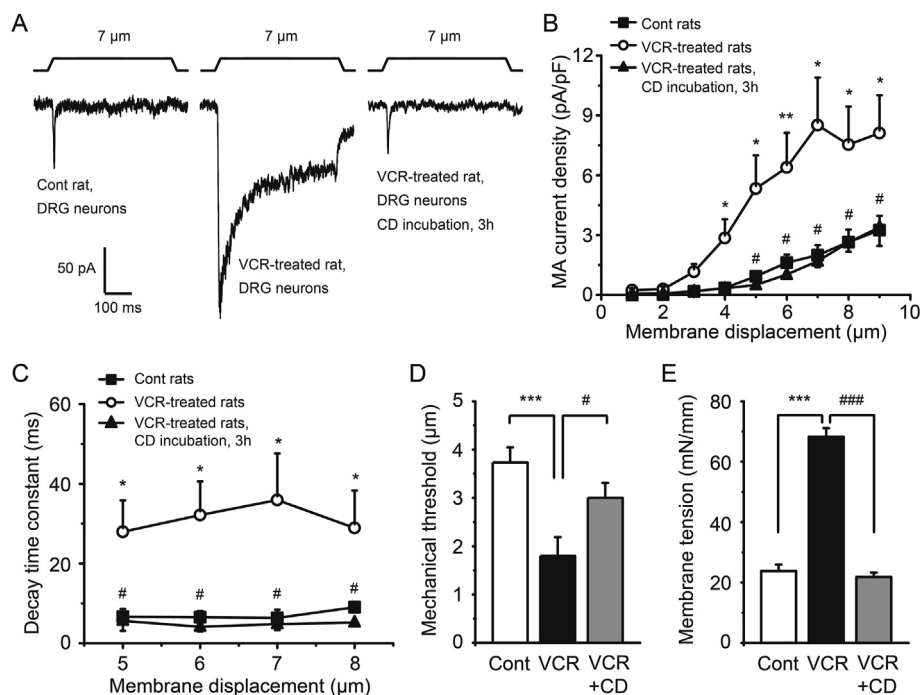 A
7 μm
7 μm
7 μm
Cont rat,
DRG neurons
VCR-treated rat,
DRG neurons
VCR-treated rat,
DRG neurons
CD incubation, 3h
50 pA
100 ms
B
Cont rats
VCR-treated rats
VCR-treated rats,
CD incubation, 3h
MA current density (pA/pF)
12
9
6
3
0
* * ** * * *
# # # # #
0 2 4 6 8 10
Membrane displacement (μm)
C
Cont rats
VCR-treated rats
VCR-treated rats,
CD incubation, 3h
Decay time constant (ms)
60
40
20
0
* * * *
# # # #
5 6 7 8
Membrane displacement (μm)
D
Mechanical threshold (μm)
5
4
3
2
1
0
*** #
Cont VCR VCR
+CD
E
Membrane tension (mN/mm)
80
60
40
20
0
*** ###
Cont VCR VCR
+CD